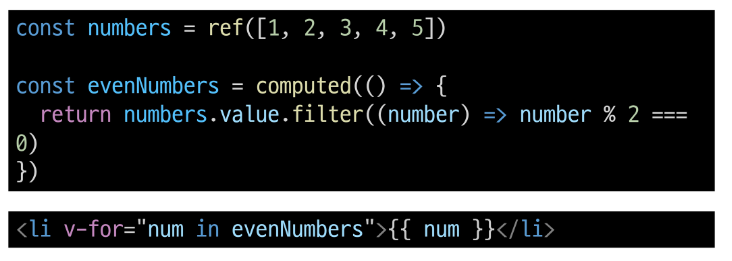 const numbers = ref([1, 2, 3, 4, 5])
const evenNumbers = computed(() => {
  return numbers.value.filter((number) => number % 2 ===
0)
})
<li v-for="num in evenNumbers">{{ num }}</li>